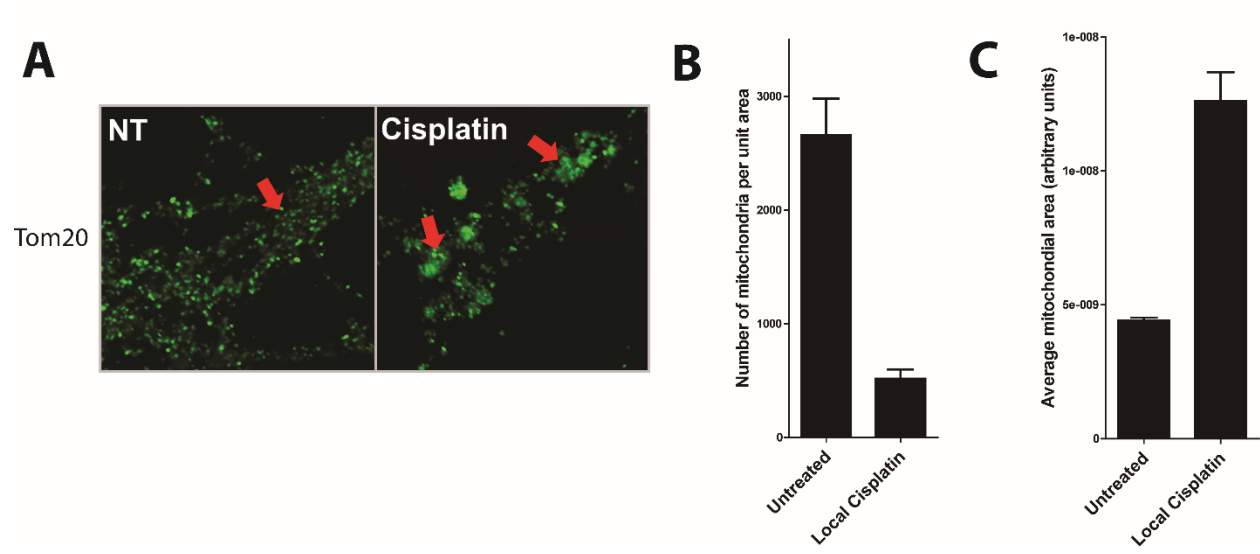 A
B
C
NT
Cisplatin
Tom20
Number of mitochondria per unit area
3000
2000
1000
0
Untreated
Local Cisplatin
Average mitochondial area (arbitrary units)
1e-008
1e-008
5e-009
0
Untreated
Local Cisplatin